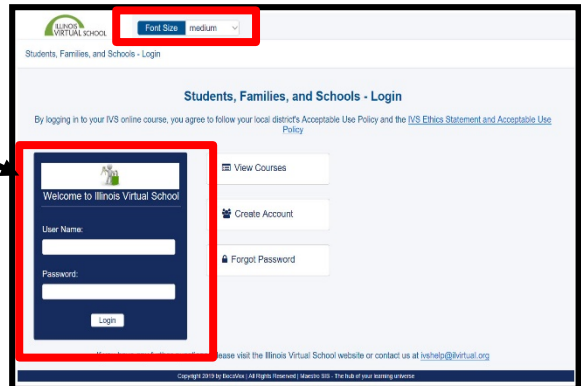 ILLINOIS
VIRTUAL SCHOOL
Font Size medium
Students, Families, and Schools - Login
Students, Families, and Schools - Login
By logging in to your IVS online course, you agree to follow your local district's Acceptable Use Policy and the IVS Ethics Statement and Acceptable Use
Policy
Welcome to Illinois Virtual School
User Name:
Password:
Login
View Courses
Create Account
Forgot Password
please visit the Illinois Virtual School website or contact us at ivshelp@ilvirtual.org
Copyright 2019 by BocaVox | All Rights Reserved | Maestro SIS - The hub of your learning universe